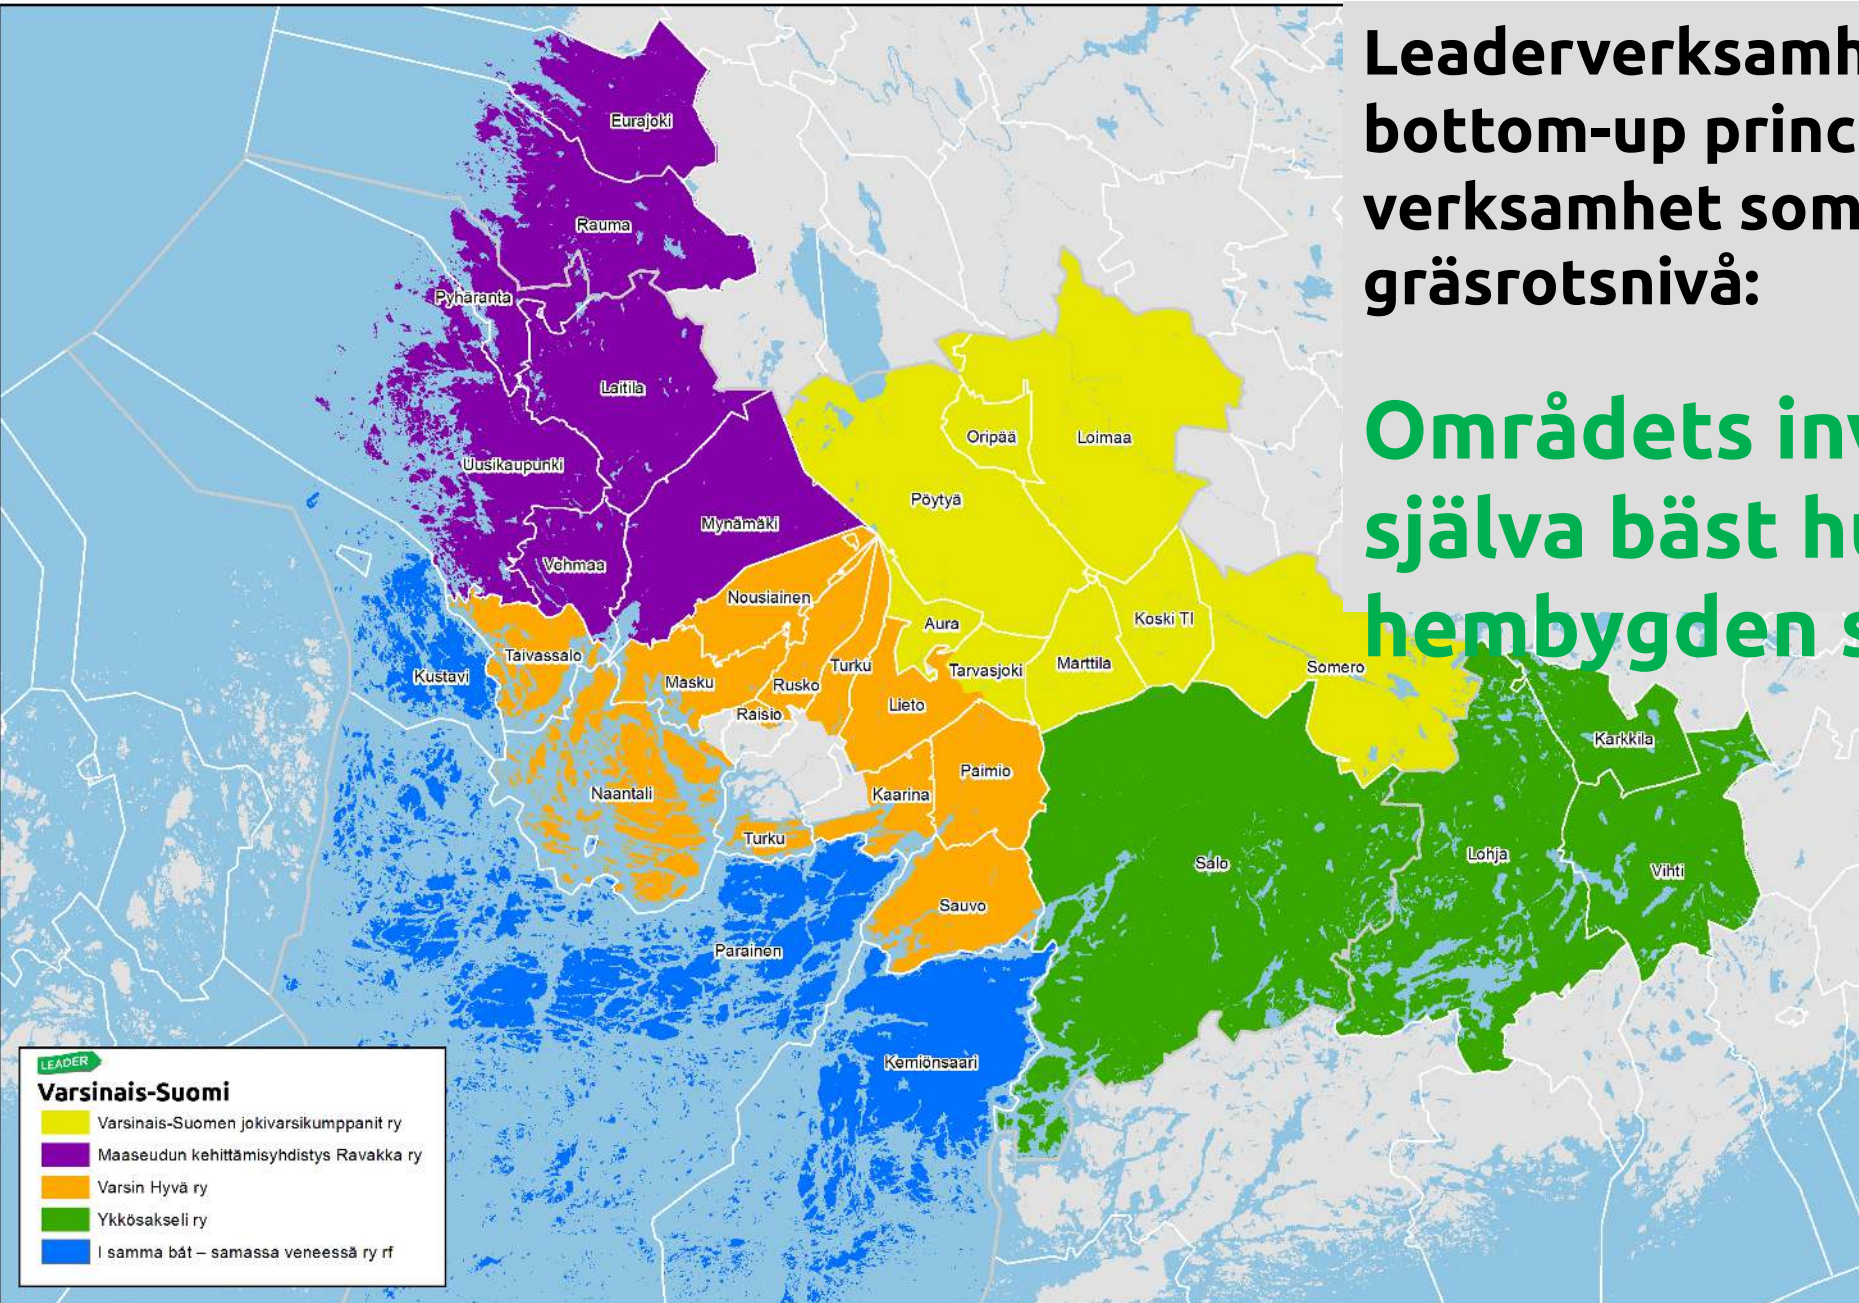 Leaderverksamh
bottom-up princ
verksamhet som
gräsrotsnivå:
Områdets inv
själva bäst hu
hembygden s
Eurajoki
Rauma
Pyhäranta
Laitila
Oripää
Loimaa
Uusikaupunki
Pöytyä
Mynämäki
Vehmaa
Nousiainen
Aura
Koski Tl
Taivassalo
Turku
Tarvasjoki
Marttila
Somero
Kustavi
Masku
Rusko
Lieto
Raisio
Karkkila
Paimio
Naantali
Kaarina
Turku
Salo
Lohja
Vihti
Sauvo
Parainen
Kemiönsaari
LEADER
Varsinais-Suomi
Varsinais-Suomen jokivarsikumppanit ry
Maaseudun kehittämisyhdistys Ravakka ry
Varsin Hyvä ry
Ykkösakseli ry
I samma båt – samassa veneessä ry rf